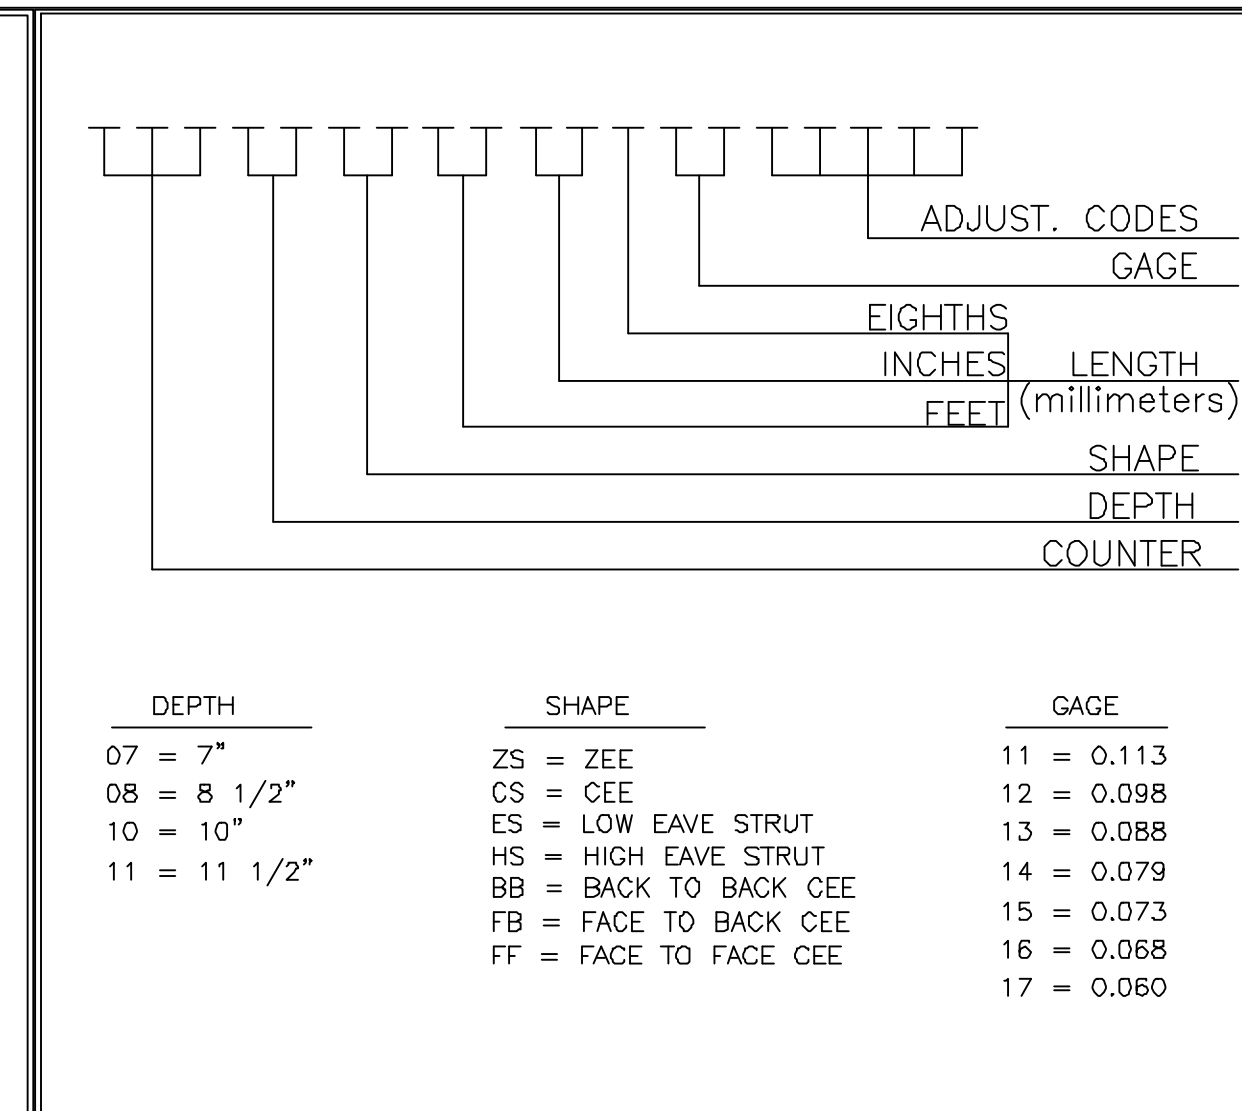 ADJUST. CODES
GAGE
EIGHTHS
INCHES LENGTH
(millimeters)
FEET
SHAPE
DEPTH
COUNTER
DEPTH
07 = 7"
08 = 8 1/2"
10 = 10"
11 = 11 1/2"
SHAPE
ZS = ZEE
CS = CEE
ES = LOW EAVE STRUT
HS = HIGH EAVE STRUT
BB = BACK TO BACK CEE
FB = FACE TO BACK CEE
FF = FACE TO FACE CEE
GAGE
11 = 0.113
12 = 0.098
13 = 0.088
14 = 0.079
15 = 0.073
16 = 0.068
17 = 0.060